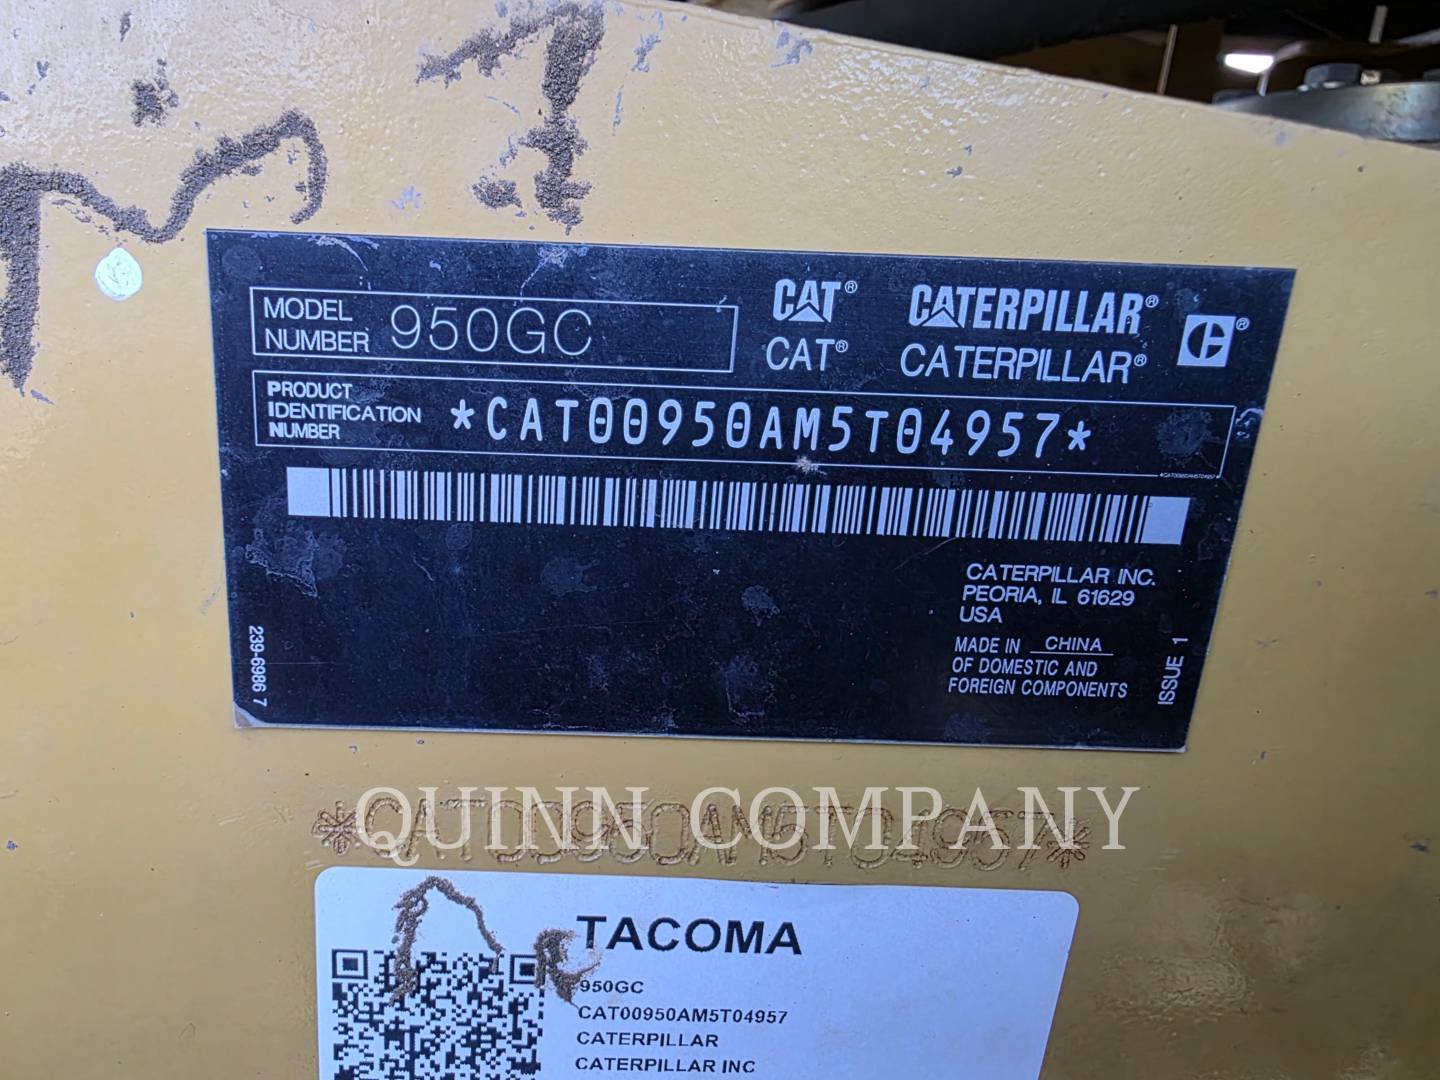 MODEL NUMBER 950GC
CAT® CATERPILLAR®
CAT® CATERPILLAR® C®
PRODUCT IDENTIFICATION NUMBER *CAT00950AM5T04957*
*CAT00950AM5T04957*
CATERPILLAR INC.
PEORIA, IL 61629
USA
MADE IN CHINA
OF DOMESTIC AND
FOREIGN COMPONENTS
239-6986 7
ISSUE 1
*CAT00950AM5T04957*
QUINN COMPANY
TACOMA
950GC
CAT00950AM5T04957
CATERPILLAR
CATERPILLAR INC